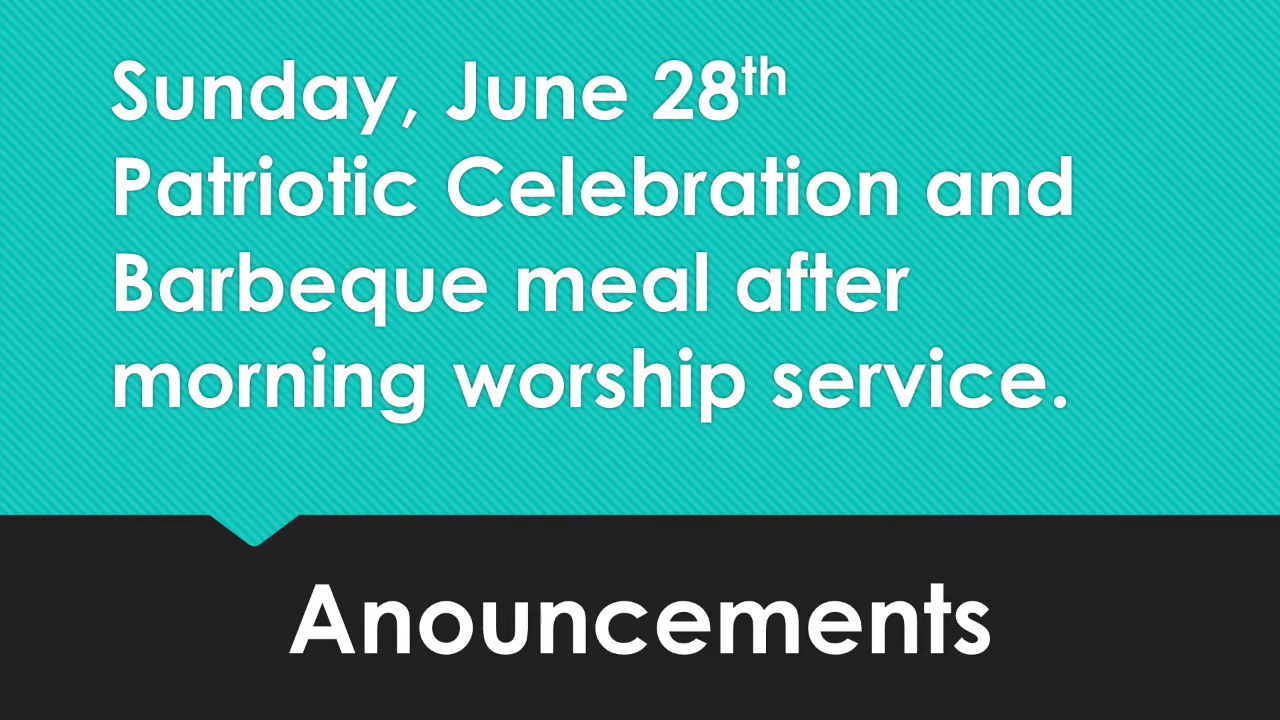 Sunday, June 28th
Patriotic Celebration and
Barbeque meal after
morning worship service.
Anouncements